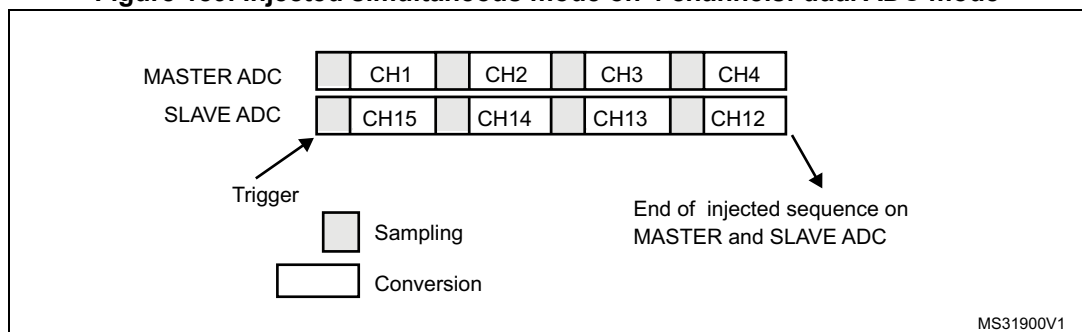 Figure Injected simultaneous mode on 4 channels: dual ADC mode
MASTER ADC CH1 CH2 CH3 CH4
SLAVE ADC CH15 CH14 CH13 CH12
Trigger
End of injected sequence on
MASTER and SLAVE ADC
Sampling
Conversion
MS31900V1